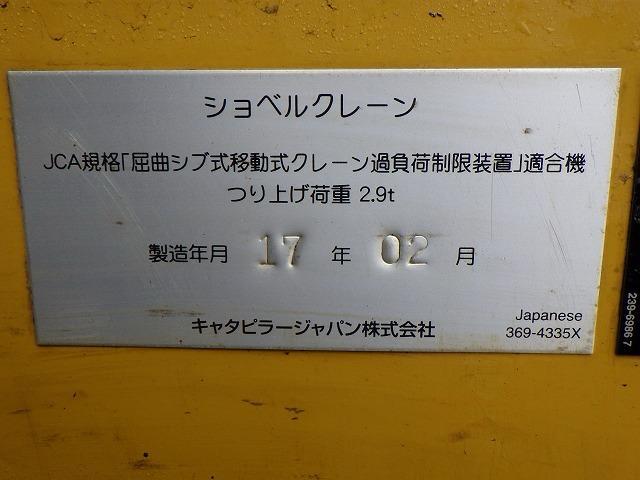 ショベルクレーン
JCA規格「屈曲ジブ式移動式クレーン過負荷制限装置」適合機
つり上げ荷重 2.9t
製造年月 17 年 02 月
キャタピラージャパン株式会社
Japanese
369-4335X
239-6986 7